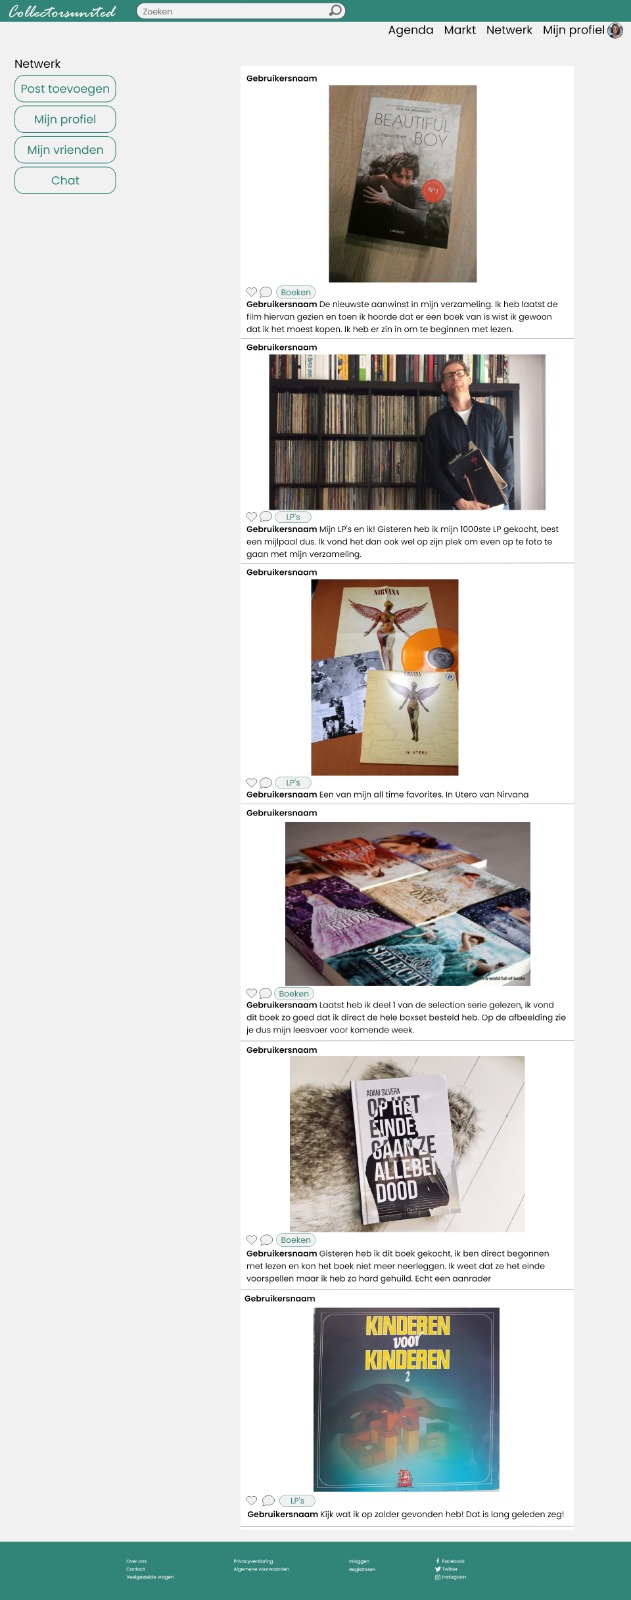 Collectorsunited
Zoeken
Agenda Markt Netwerk Mijn profiel
Netwerk
Post toevoegen
Mijn profiel
Mijn vrienden
Chat
Gebruikersnaam
BEAUTIFUL
BOY
Nº1
Boeken
Gebruikersnaam De nieuwste aanwinst in mijn verzameling. Ik heb laatst de
film hiervan gezien en toen ik hoorde dat er een boek van is wist ik gewoon
dat ik het moest kopen. Ik heb er zin in om te beginnen met lezen.
Gebruikersnaam
LP's
Gebruikersnaam Mijn LP's en ik! Gisteren heb ik mijn 1000ste LP gekocht, best
een mijlpaal dus. Ik vond het dan ook wel op zijn plek om even op te foto te
gaan met mijn verzameling.
Gebruikersnaam
NIRVANA
IN UTERO
LP's
Gebruikersnaam Een van mijn all time favorites. In Utero van Nirvana
Gebruikersnaam
ONE
Boeken
Gebruikersnaam Laatst heb ik deel 1 van de selection serie gelezen, ik vond
dit boek zo goed dat ik direct de hele boxset besteld heb. Op de afbeelding zie
je dus mijn leesvoer voor komende week.
Gebruikersnaam
ADAM SILVERA
OP HET
EINDE
GAAN ZE
ALLEBEI
DOOD
Boeken
Gebruikersnaam Gisteren heb ik dit boek gekocht, ik ben direct begonnen
met lezen en kon het boek niet meer neerleggen. Ik weet dat ze het einde
voorspellen maar ik heb zo hard gehuild. Echt een aanrader
Gebruikersnaam
KINDEREN
VOOR
KINDEREN
2
LP's
Gebruikersnaam Kijk wat ik op zolder gevonden heb! Dat is lang geleden zeg!
Over ons
Contact
Veelgestelde vragen
Privacyverklaring
Algemene voorwaarden
Inloggen
Registreren
Facebook
Twitter
Instagram